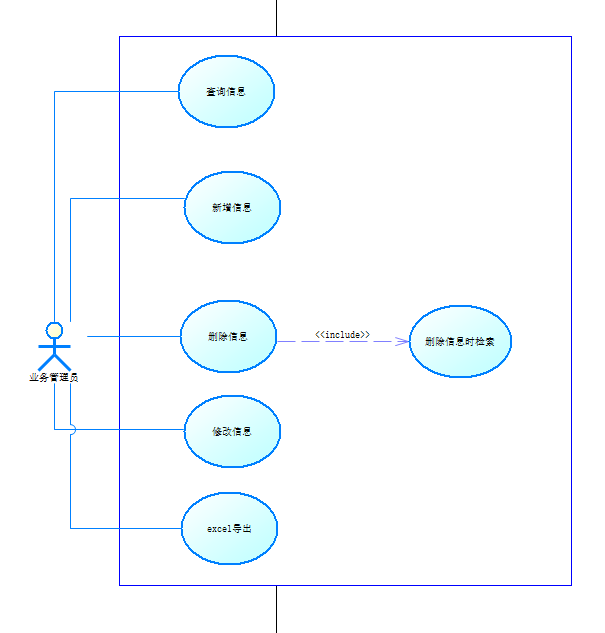 查询信息
新增信息
删除信息
<<include>>
删除信息时检索
业务管理员
修改信息
excel导出